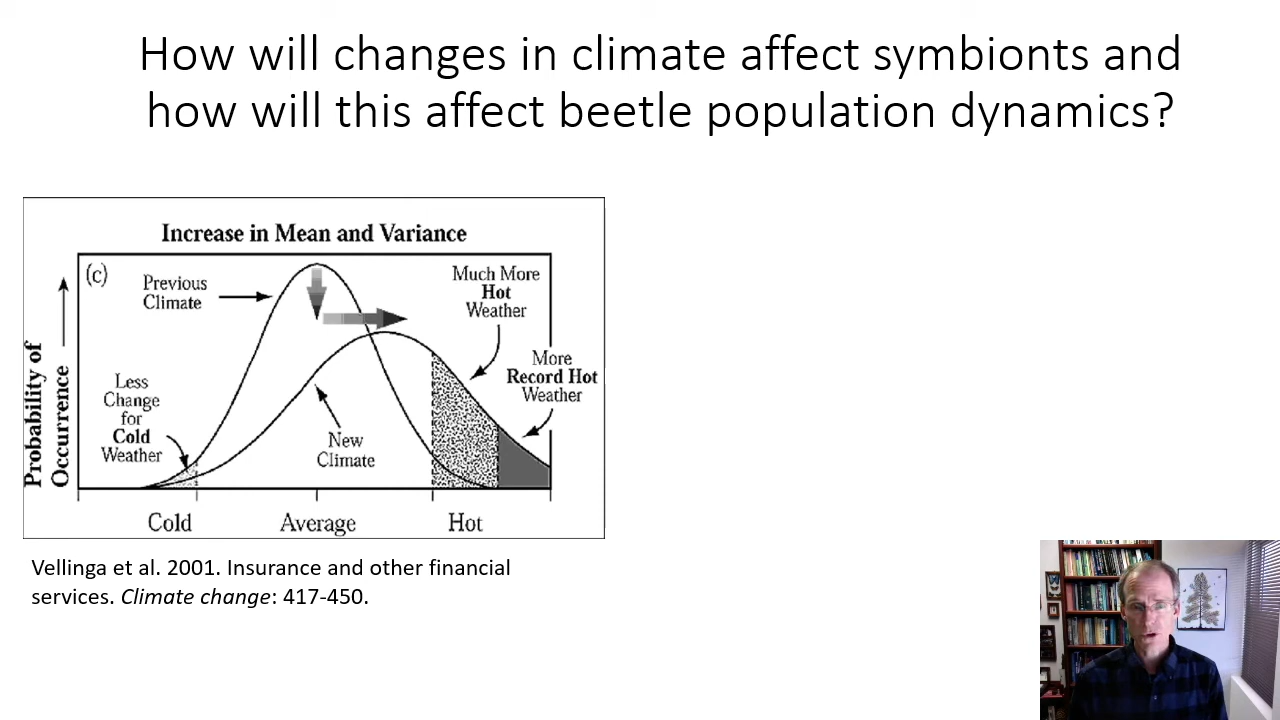 How will changes in climate affect symbionts and
how will this affect beetle population dynamics?
Increase in Mean and Variance
(c)
Previous
Climate
Much More
Hot
Weather
More
Record Hot
Weather
Less
Change
for
Cold
Weather
New
Climate
Probability of
Occurrence
Cold
Average
Hot
Vellinga et al. 2001. Insurance and other financial
services. Climate change: 417-450.